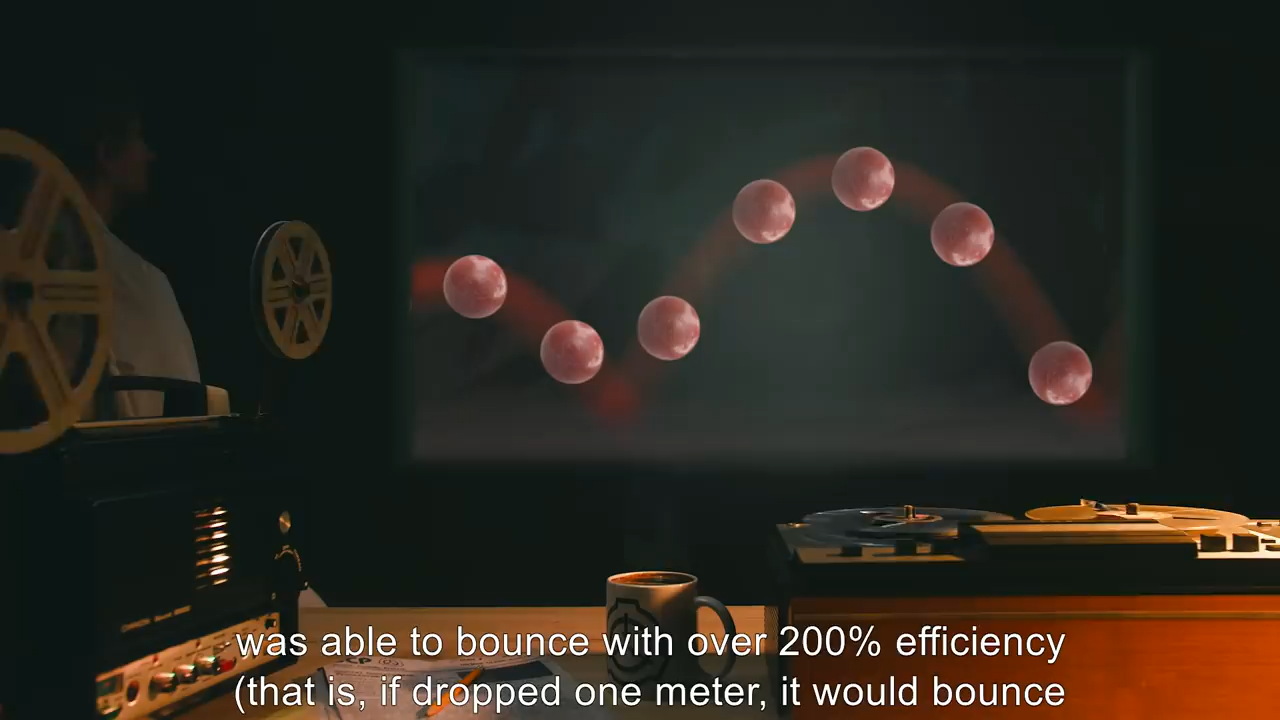 was able to bounce with over 200% efficiency
(that is, if dropped one meter, it would bounce